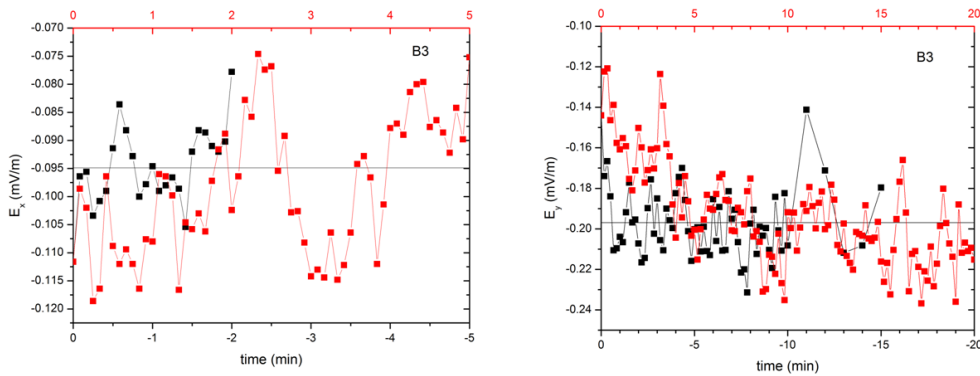 0 1 2 3 4 5
B3
-0.070
-0.075
-0.080
-0.085
-0.090
-0.095
-0.100
-0.105
-0.110
-0.115
-0.120
Ex (mV/m)
0 -1 -2 -3 -4 -5
time (min)
0 5 10 15 20
B3
-0.10
-0.12
-0.14
-0.16
-0.18
-0.20
-0.22
-0.24
Ey (mV/m)
0 -5 -10 -15 -20
time (min)